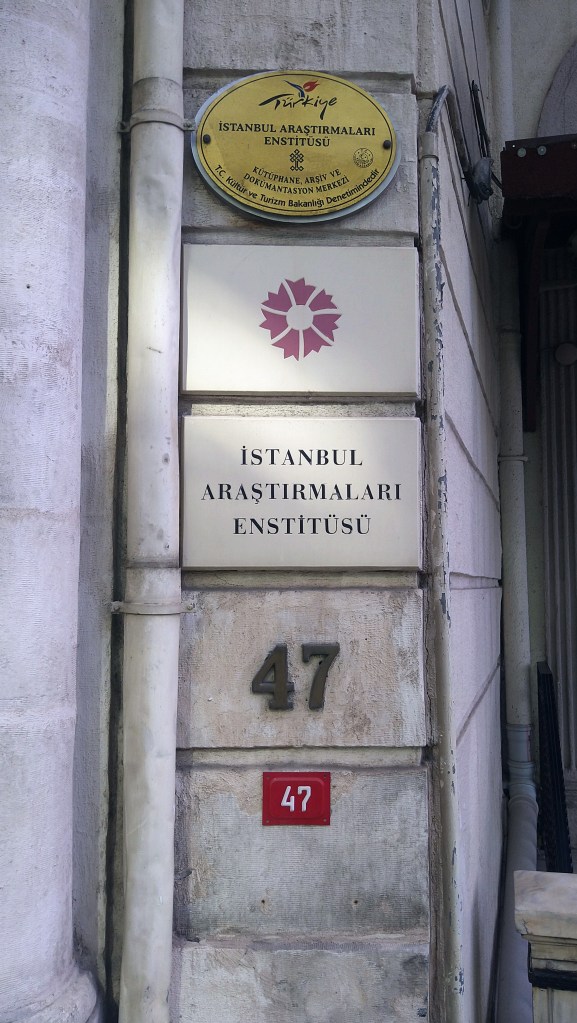 Türkiye
İSTANBUL ARAŞTIRMALARI
ENSTİTÜSÜ
KÜTÜPHANE, ARŞİV VE
DOKÜMANTASYON MERKEZİ
T.C. Kültür ve Turizm Bakanlığı Denetimindedir
İSTANBUL
ARAŞTIRMALARI
ENSTİTÜSÜ
47
47